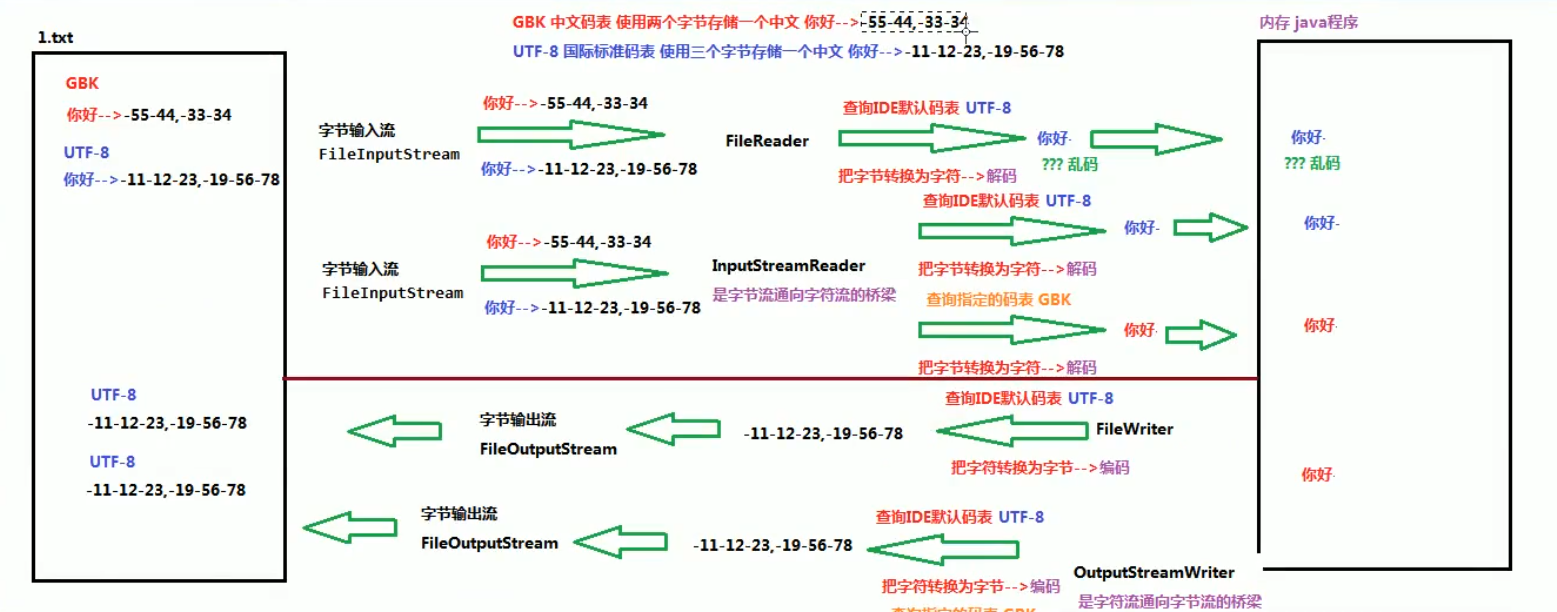 GBK 中文码表 使用两个字节存储一个中文 你好-->-55-44,-33-34
内存 java程序
1.txt
UTF-8 国际标准码表 使用三个字节存储一个中文 你好-->-11-12-23,-19-56-78
GBK
你好-->-55-44,-33-34
UTF-8
你好-->-11-12-23,-19-56-78
字节输入流
FileInputStream
你好-->-55-44,-33-34
你好-->-11-12-23,-19-56-78
FileReader
查询IDE默认码表 UTF-8
把字节转换为字符-->解码
你好
??? 乱码
你好
??? 乱码
字节输入流
FileInputStream
你好-->-55-44,-33-34
你好-->-11-12-23,-19-56-78
InputStreamReader
是字节流通向字符流的桥梁
查询IDE默认码表 UTF-8
把字节转换为字符-->解码
你好
你好
查询指定的码表 GBK
把字节转换为字符-->解码
你好
你好
UTF-8
-11-12-23,-19-56-78
字节输出流
FileOutputStream
-11-12-23,-19-56-78
查询IDE默认码表 UTF-8
把字符转换为字节-->编码
FileWriter
你好
UTF-8
-11-12-23,-19-56-78
字节输出流
FileOutputStream
-11-12-23,-19-56-78
查询IDE默认码表 UTF-8
把字符转换为字节-->编码
OutputStreamWriter
是字符流通向字节流的桥梁
查询指定的码表 GBK